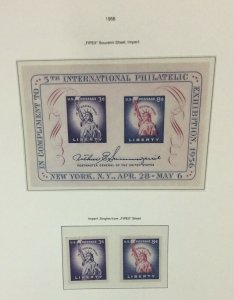 1956
„FIPEX" Souvenir Sheet, Imperf.
5TH INTERNATIONAL PHILATELIC
IN COMPLIMENT TO
EXHIBITION, 1956
U.S. POSTAGE 3¢
LIBERTY
U.S. POSTAGE 8¢
LIBERTY
POSTMASTER GENERAL OF THE UNITED STATES
NEW YORK, N.Y., APR. 28-MAY 6
Imperf. Singles from „FIPEX" Sheet
3¢
LIBERTY
8¢
LIBERTY